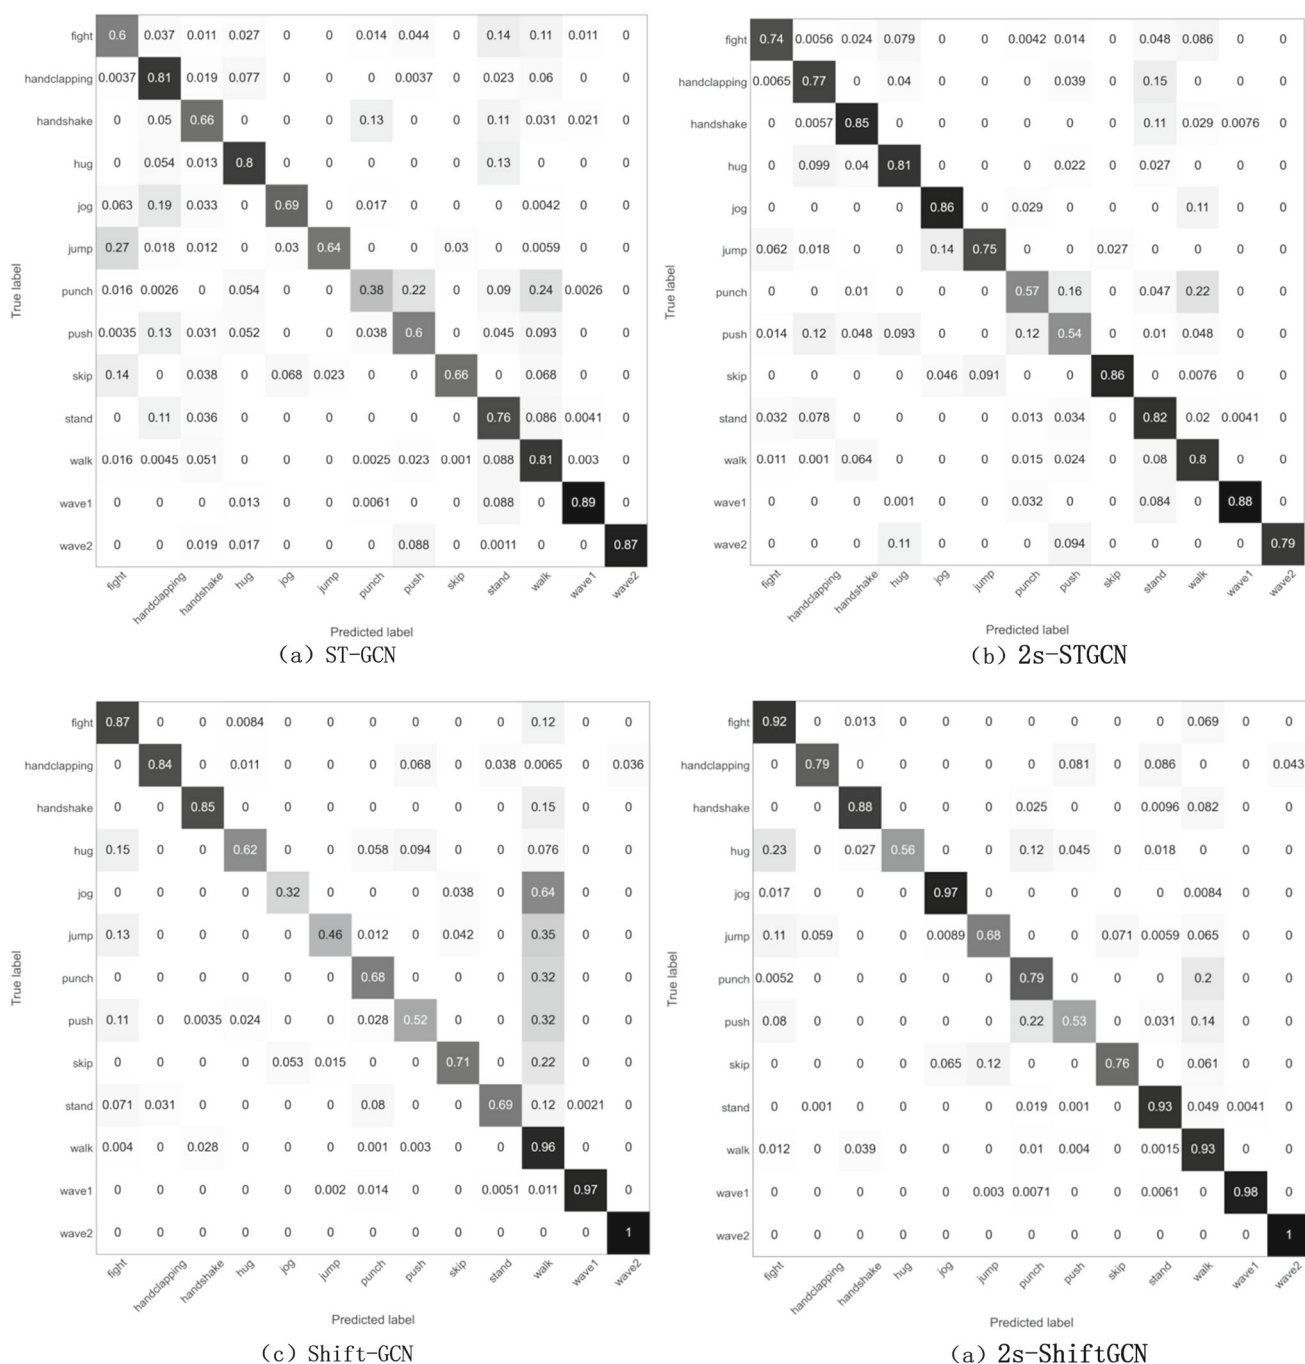 fight 0.6 0.037 0.011 0.027 0 0 0.014 0.044 0 0.14 0.11 0.011 0
handclapping 0.0037 0.81 0.019 0.077 0 0 0 0.0037 0 0.023 0.06 0 0
handshake 0 0.05 0.66 0 0 0 0.13 0 0 0.11 0.031 0.021 0
hug 0 0.054 0.013 0.8 0 0 0 0 0 0.13 0 0 0
jog 0.063 0.19 0.033 0 0.69 0 0.017 0 0 0 0.0042 0 0
jump 0.27 0.018 0.012 0 0.03 0.64 0 0 0.03 0 0.0059 0 0
punch 0.016 0.0026 0 0.054 0 0 0.38 0.22 0 0.09 0.24 0.0026 0
push 0.0035 0.13 0.031 0.052 0 0 0.038 0.6 0 0.045 0.093 0 0
skip 0.14 0 0.038 0 0.068 0.023 0 0 0.66 0 0.068 0 0
stand 0 0.11 0.036 0 0 0 0 0 0 0.76 0.086 0.0041 0
walk 0.016 0.0045 0.051 0 0 0 0.0025 0.023 0.001 0.088 0.81 0.003 0
wave1 0 0 0 0.013 0 0 0.0061 0 0 0.088 0 0.89 0
wave2 0 0 0.019 0.017 0 0 0 0.088 0 0.0011 0 0 0.87
True label
fight handclapping handshake hug jog jump punch push skip stand walk wave1 wave2
Predicted label
(a) ST-GCN
fight 0.74 0.0056 0.024 0.079 0 0 0.0042 0.014 0 0.048 0.086 0 0
handclapping 0.0065 0.77 0 0.04 0 0 0 0.039 0 0.15 0 0 0
handshake 0 0.0057 0.85 0 0 0 0 0 0 0.11 0.029 0.0076 0
hug 0 0.099 0.04 0.81 0 0 0 0.022 0 0.027 0 0 0
jog 0 0 0 0 0.86 0 0.029 0 0 0 0.11 0 0
jump 0.062 0.018 0 0 0.14 0.75 0 0 0.027 0 0 0 0
punch 0 0 0.01 0 0 0 0.57 0.16 0 0.047 0.22 0 0
push 0.014 0.12 0.048 0.093 0 0 0.12 0.54 0 0.01 0.048 0 0
skip 0 0 0 0 0.046 0.091 0 0 0.86 0 0.0076 0 0
stand 0.032 0.078 0 0 0 0 0.013 0.034 0 0.82 0.02 0.0041 0
walk 0.011 0.001 0.064 0 0 0 0.015 0.024 0 0.08 0.8 0 0
wave1 0 0 0 0.001 0 0 0.032 0 0 0.084 0 0.88 0
wave2 0 0 0 0.11 0 0 0 0.094 0 0 0 0 0.79
True label
fight handclapping handshake hug jog jump punch push skip stand walk wave1 wave2
Predicted label
(b) 2s-STGCN
fight 0.87 0 0 0.0084 0 0 0 0 0 0 0.12 0 0
handclapping 0 0.84 0 0.011 0 0 0 0.068 0 0.038 0.0065 0 0.036
handshake 0 0 0.85 0 0 0 0 0 0 0 0.15 0 0
hug 0.15 0 0 0.62 0 0 0.058 0.094 0 0 0.076 0 0
jog 0 0 0 0 0.32 0 0 0 0.038 0 0.64 0 0
jump 0.13 0 0 0 0 0.46 0.012 0 0.042 0 0.35 0 0
punch 0 0 0 0 0 0 0.68 0 0 0 0.32 0 0
push 0.11 0 0.0035 0.024 0 0 0.028 0.52 0 0 0.32 0 0
skip 0 0 0 0 0.053 0.015 0 0 0.71 0 0.22 0 0
stand 0.071 0.031 0 0 0 0 0.08 0 0 0.69 0.12 0.0021 0
walk 0.004 0 0.028 0 0 0 0.001 0.003 0 0 0.96 0 0
wave1 0 0 0 0 0 0.002 0.014 0 0 0.0051 0.011 0.97 0
wave2 0 0 0 0 0 0 0 0 0 0 0 0 1
True label
fight handclapping handshake hug jog jump punch push skip stand walk wave1 wave2
Predicted label
(c) Shift-GCN
fight 0.92 0 0.013 0 0 0 0 0 0 0 0.069 0 0
handclapping 0 0.79 0 0 0 0 0 0.081 0 0.086 0 0 0.043
handshake 0 0 0.88 0 0 0 0.025 0 0 0.0096 0.082 0 0
hug 0.23 0 0.027 0.56 0 0 0.12 0.045 0 0.018 0 0 0
jog 0.017 0 0 0 0.97 0 0 0 0 0 0.0084 0 0
jump 0.11 0.059 0 0 0.0089 0.68 0 0 0.071 0.0059 0.065 0 0
punch 0.0052 0 0 0 0 0 0.79 0 0 0 0.2 0 0
push 0.08 0 0 0 0 0 0.22 0.53 0 0.031 0.14 0 0
skip 0 0 0 0 0.065 0.12 0 0 0.76 0 0.061 0 0
stand 0 0.001 0 0 0 0 0.019 0.001 0 0.93 0.049 0.0041 0
walk 0.012 0 0.039 0 0 0 0.01 0.004 0 0.0015 0.93 0 0
wave1 0 0 0 0 0 0.003 0.0071 0 0 0.0061 0 0.98 0
wave2 0 0 0 0 0 0 0 0 0 0 0 0 1
True label
fight handclapping handshake hug jog jump punch push skip stand walk wave1 wave2
Predicted label
(a) 2s-ShiftGCN